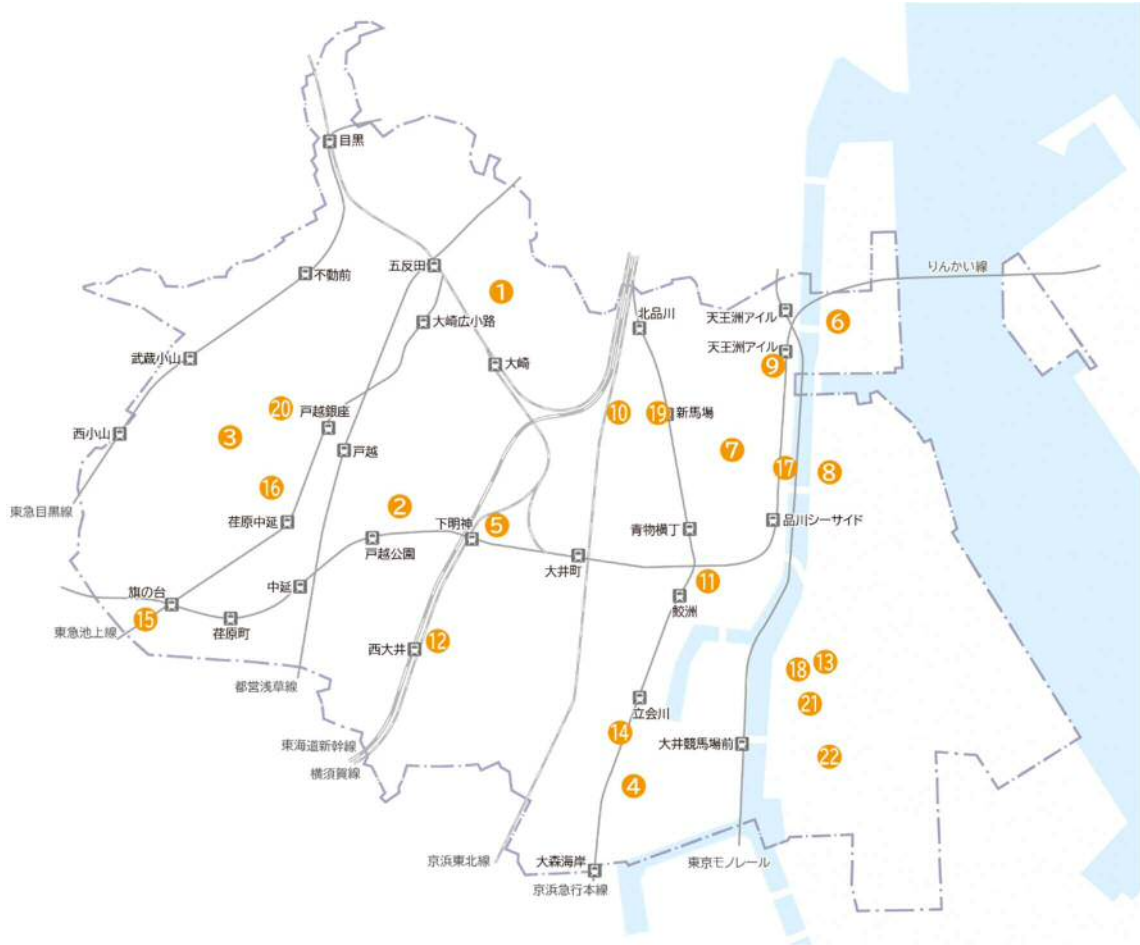 目黒
五反田
不動前
りんかい線
1
大崎広小路
北品川
天王洲アイル
6
武蔵小山
大崎
天王洲アイル
9
20
戸越銀座
10
19
新馬場
西小山
3
戸越
7
17
8
16
東急目黒線
荏原中延
2
下明神
5
青物横丁
品川シーサイド
戸越公園
大井町
旗の台
中延
11
鮫洲
15
東急池上線
荏原町
西大井
12
都営浅草線
18
13
立会川
21
14
大井競馬場前
東海道新幹線
横須賀線
22
4
京浜東北線
大森海岸
東京モノレール
京浜急行本線